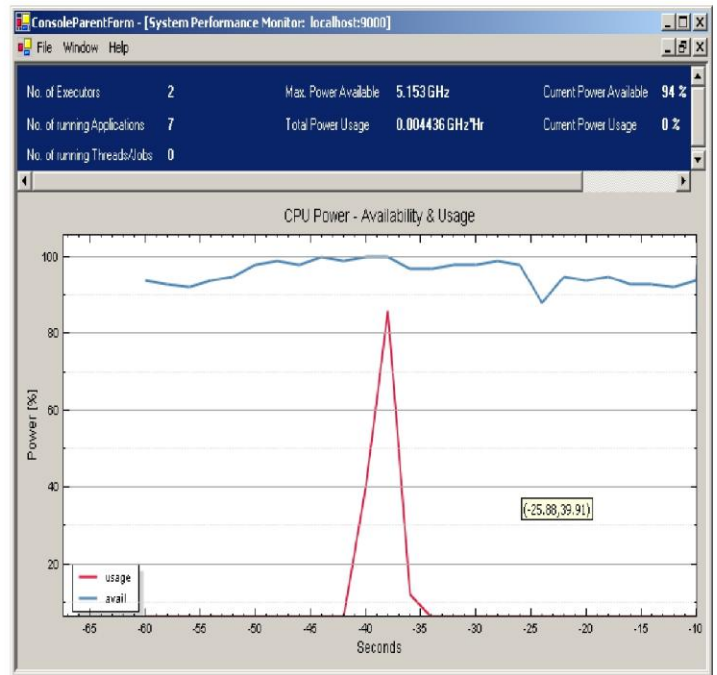 ConsoleParentForm - [System Performance Monitor: localhost:9000]
File Window Help
No. of Executors 2 Max. Power Available 5.153 GHz Current Power Available 94 %
No. of running Applications 7 Total Power Usage 0.004436 GHz*Hr Current Power Usage 0 %
No. of running Threads/Jobs 0
CPU Power - Availability & Usage
100
80
60
40
20
Power [%]
(-25.88,39.91)
usage
avail
-65 -60 -55 -50 -45 -40 -35 -30 -25 -20 -15 -10
Seconds